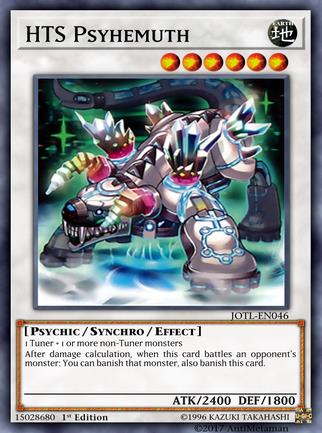 HTS Psyhemuth
EARTH
地
JOTL-EN046
[Psychic / Synchro / Effect]
1 Tuner + 1 or more non-Tuner monsters
After damage calculation, when this card battles an opponent's
monster: You can banish that monster, also banish this card.
ATK/2400 DEF/1800
15028680 1st Edition ©1996 KAZUKI TAKAHASHI
©2017 AntiMetaman